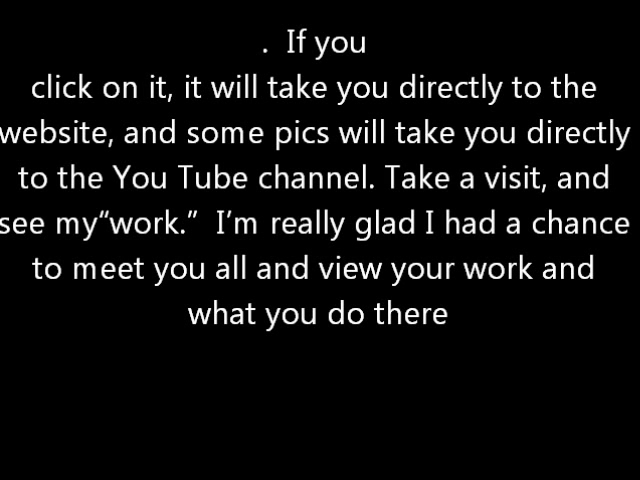 .  If you
click on it, it will take you directly to the
website, and some pics will take you directly
to the You Tube channel. Take a visit, and
see my“work.”  I’m really glad I had a chance
to meet you all and view your work and
what you do there